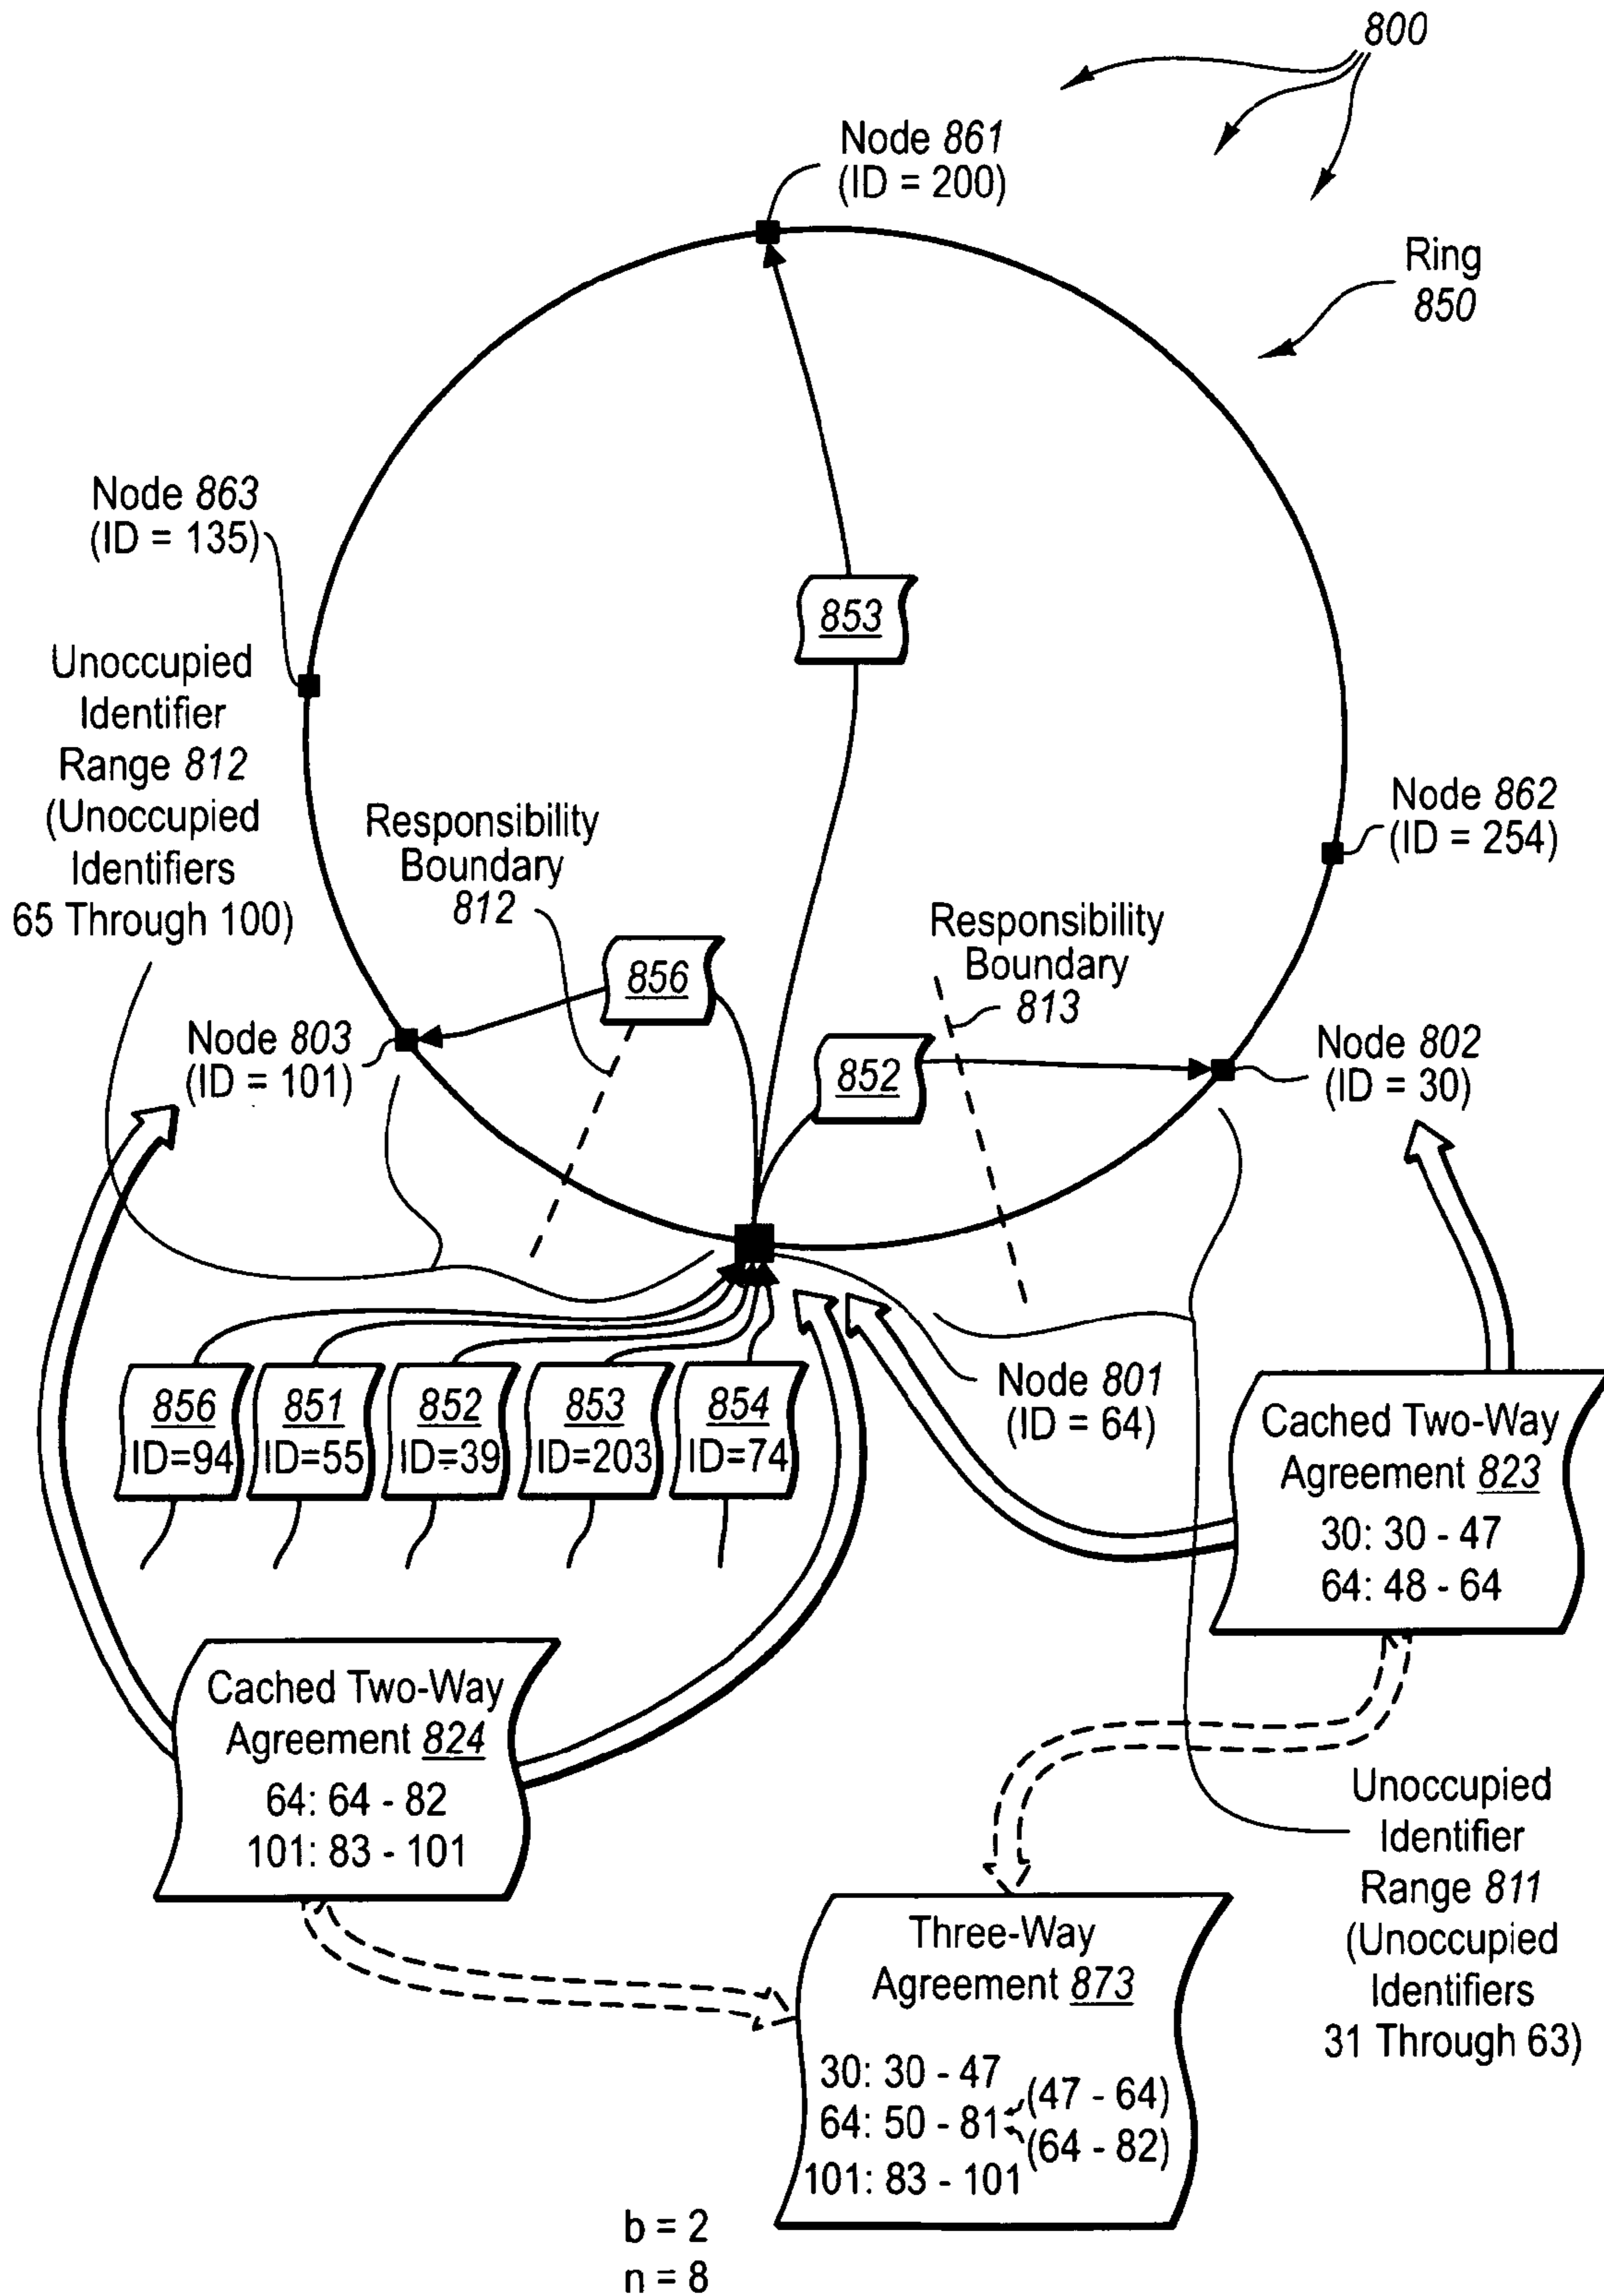 800
Node 861
(ID = 200)
Ring
850
Node 863
(ID = 135)
Unoccupied
Identifier
Range 812
(Unoccupied
Identifiers
65 Through 100)
853
Responsibility
Boundary
812
Node 862
(ID = 254)
Responsibility
Boundary
813
856
852
Node 803
(ID = 101)
Node 802
(ID = 30)
856
ID=94
851
ID=55
852
ID=39
853
ID=203
854
ID=74
Node 801
(ID = 64)
Cached Two-Way
Agreement 823
30: 30 - 47
64: 48 - 64
Cached Two-Way
Agreement 824
64: 64 - 82
101: 83 - 101
Unoccupied
Identifier
Range 811
(Unoccupied
Identifiers
31 Through 63)
Three-Way
Agreement 873
30: 30 - 47
(47 - 64)
64: 50 - 81
(64 - 82)
101: 83 - 101
b = 2
n = 8